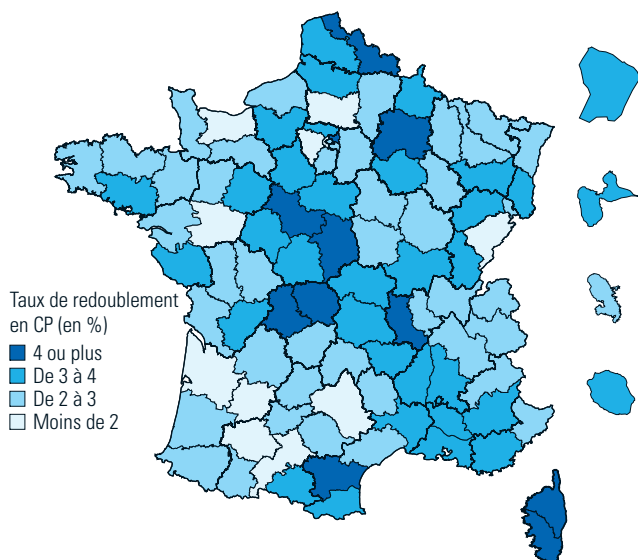 Taux de redoublement
en CP (en %)
4 ou plus
De 3 à 4
De 2 à 3
Moins de 2